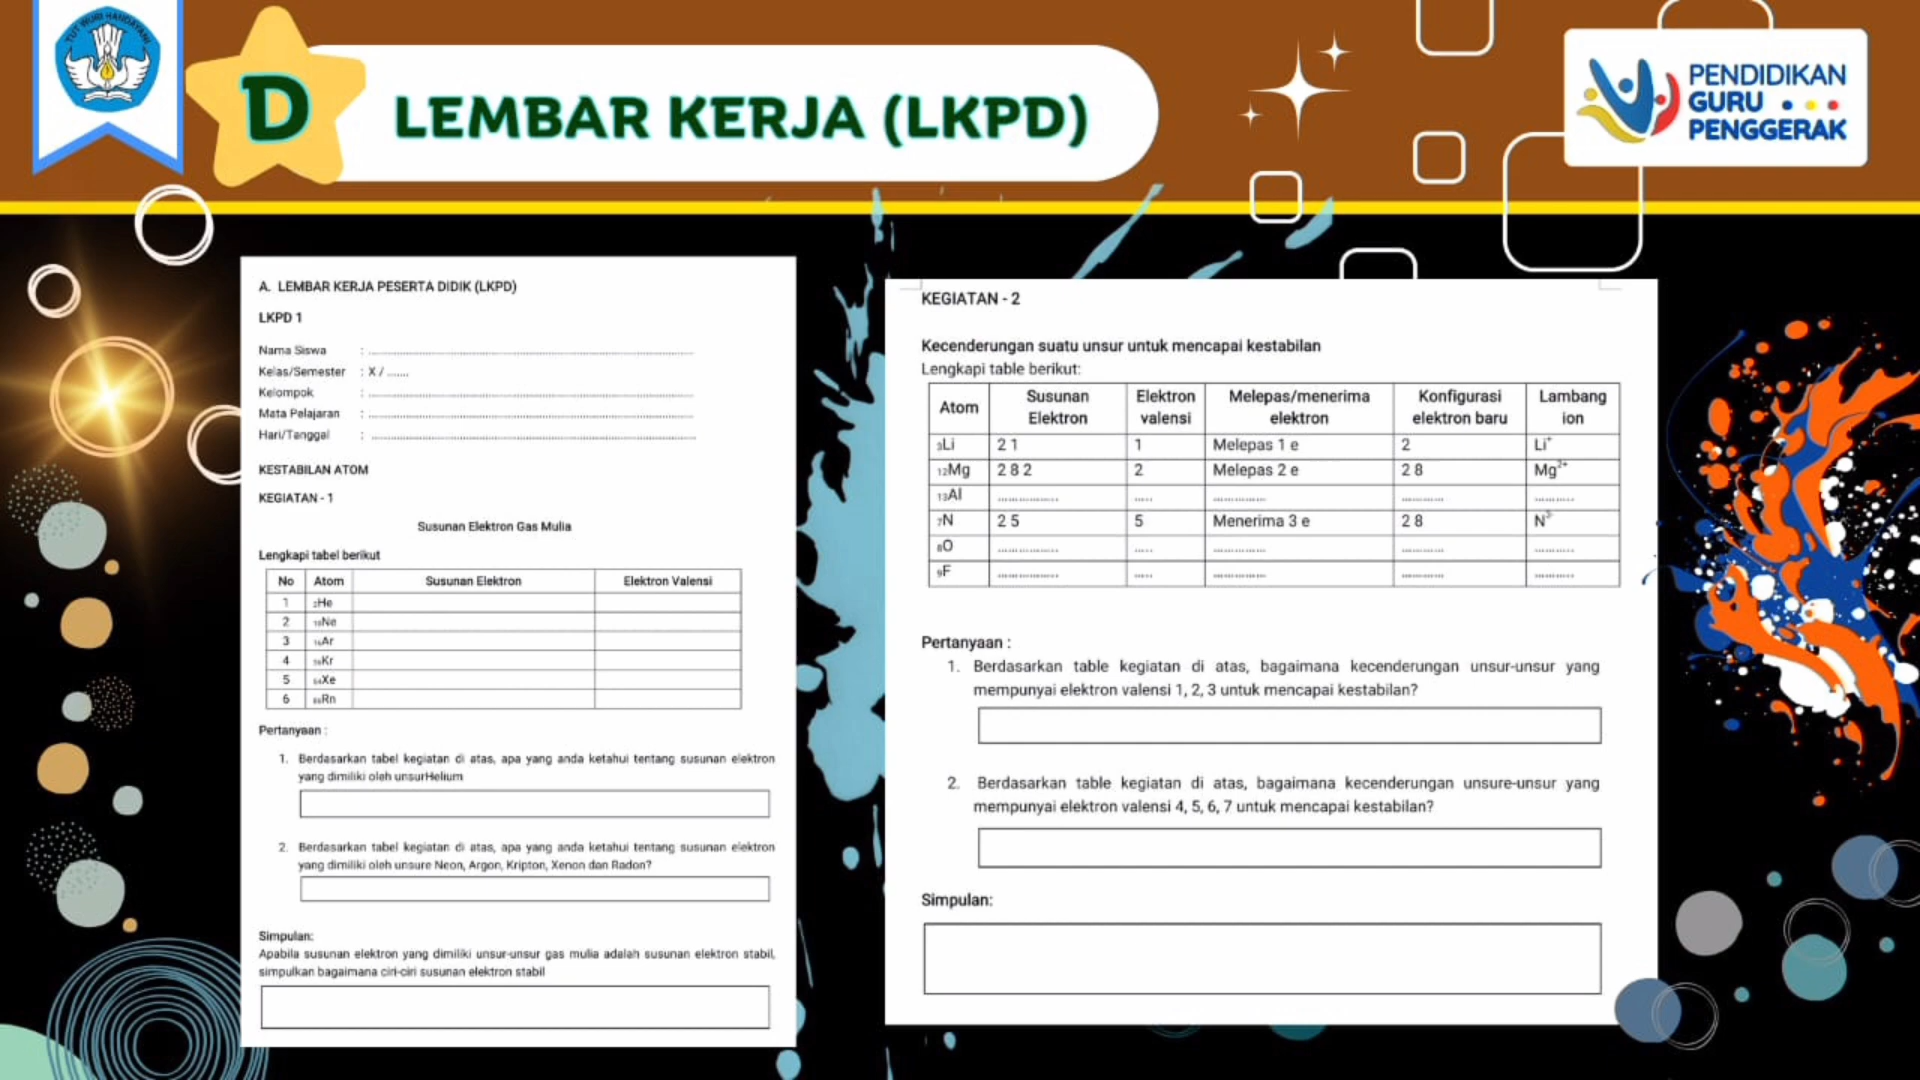 TUT WURI HANDAYANI
D
LEMBAR KERJA (LKPD)
PENDIDIKAN
GURU
PENGGERAK
A. LEMBAR KERJA PESERTA DIDIK (LKPD)
LKPD 1
Nama Siswa : ..........................................................
Kelas/Semester : X / .......
Kelompok : ..........................................................
Mata Pelajaran : ..........................................................
Hari/Tanggal : ..........................................................
KESTABILAN ATOM
KEGIATAN - 1
Susunan Elektron Gas Mulia
Lengkapi tabel berikut
No Atom Susunan Elektron Elektron Valensi
1 ₂He
2 ₁₀Ne
3 Ar
4 Kr
5 Xe
6 Rn
Pertanyaan :
1. Berdasarkan tabel kegiatan di atas, apa yang anda ketahui tentang susunan elektron
yang dimiliki oleh unsurHelium
2. Berdasarkan tabel kegiatan di atas, apa yang anda ketahui tentang susunan elektron
yang dimiliki oleh unsure Neon, Argon, Kripton, Xenon dan Radon?
Simpulan:
Apabila susunan elektron yang dimiliki unsur-unsur gas mulia adalah susunan elektron stabil,
simpulkan bagaimana ciri-ciri susunan elektron stabil
KEGIATAN - 2
Kecenderungan suatu unsur untuk mencapai kestabilan
Lengkapi table berikut:
Atom Susunan Elektron Elektron valensi Melepas/menerima elektron Konfigurasi elektron baru Lambang ion
₃Li 2 1 1 Melepas 1 e 2 Li⁺
₁₂Mg 2 8 2 2 Melepas 2 e 2 8 Mg²⁺
₁₃Al ................. ..... ............... ............ ...........
₇N 2 5 5 Menerima 3 e 2 8 N³⁻
₈O ................. ..... ............... ............ ...........
₉F ................. ..... ............... ............ ...........
Pertanyaan :
1. Berdasarkan table kegiatan di atas, bagaimana kecenderungan unsur-unsur yang
mempunyai elektron valensi 1, 2, 3 untuk mencapai kestabilan?
2. Berdasarkan table kegiatan di atas, bagaimana kecenderungan unsure-unsur yang
mempunyai elektron valensi 4, 5, 6, 7 untuk mencapai kestabilan?
Simpulan: